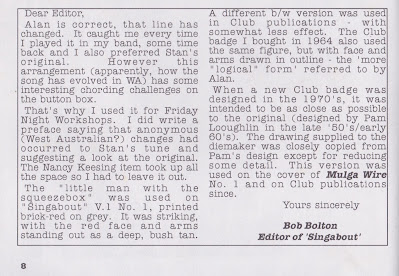 Dear Editor,
Alan is correct, that line has
changed. It caught me every time
I played it in my band, some time
back and I also preferred Stan's
original. However this
arrangement (apparently, how the
song has evolved in WA) has some
interesting chording challenges on
the button box.
That's why I used it for Friday
Night Workshops. I did write a
preface saying that anonymous
(West Australian?) changes had
occurred to Stan's tune and
suggesting a look at the original.
The Nancy Keesing item took up all
the space so I had to leave it out.
The "little man with the
squeezebox" was used on
"Singabout" V.1 No. 1, printed
brick-red on grey. It was striking,
with the red face and arms
standing out as a deep, bush tan.
A different b/w version was used
in Club publications - with
somewhat less effect. The Club
badge I bought in 1964 also used
the same figure, but with face and
arms drawn in outline - the 'more
"logical" form' referred to by
Alan.
When a new Club badge was
designed in the 1970's, it was
intended to be as close as possible
to the original (designed by Pam
Loughlin in the late '50's/early
60's). The drawing supplied to the
diemaker was closely copied from
Pam's design except for reducing
some detail. This version was
used on the cover of Mulga Wire
No. 1 and on Club publications
since.
Yours sincerely
Bob Bolton
Editor of 'Singabout'
8